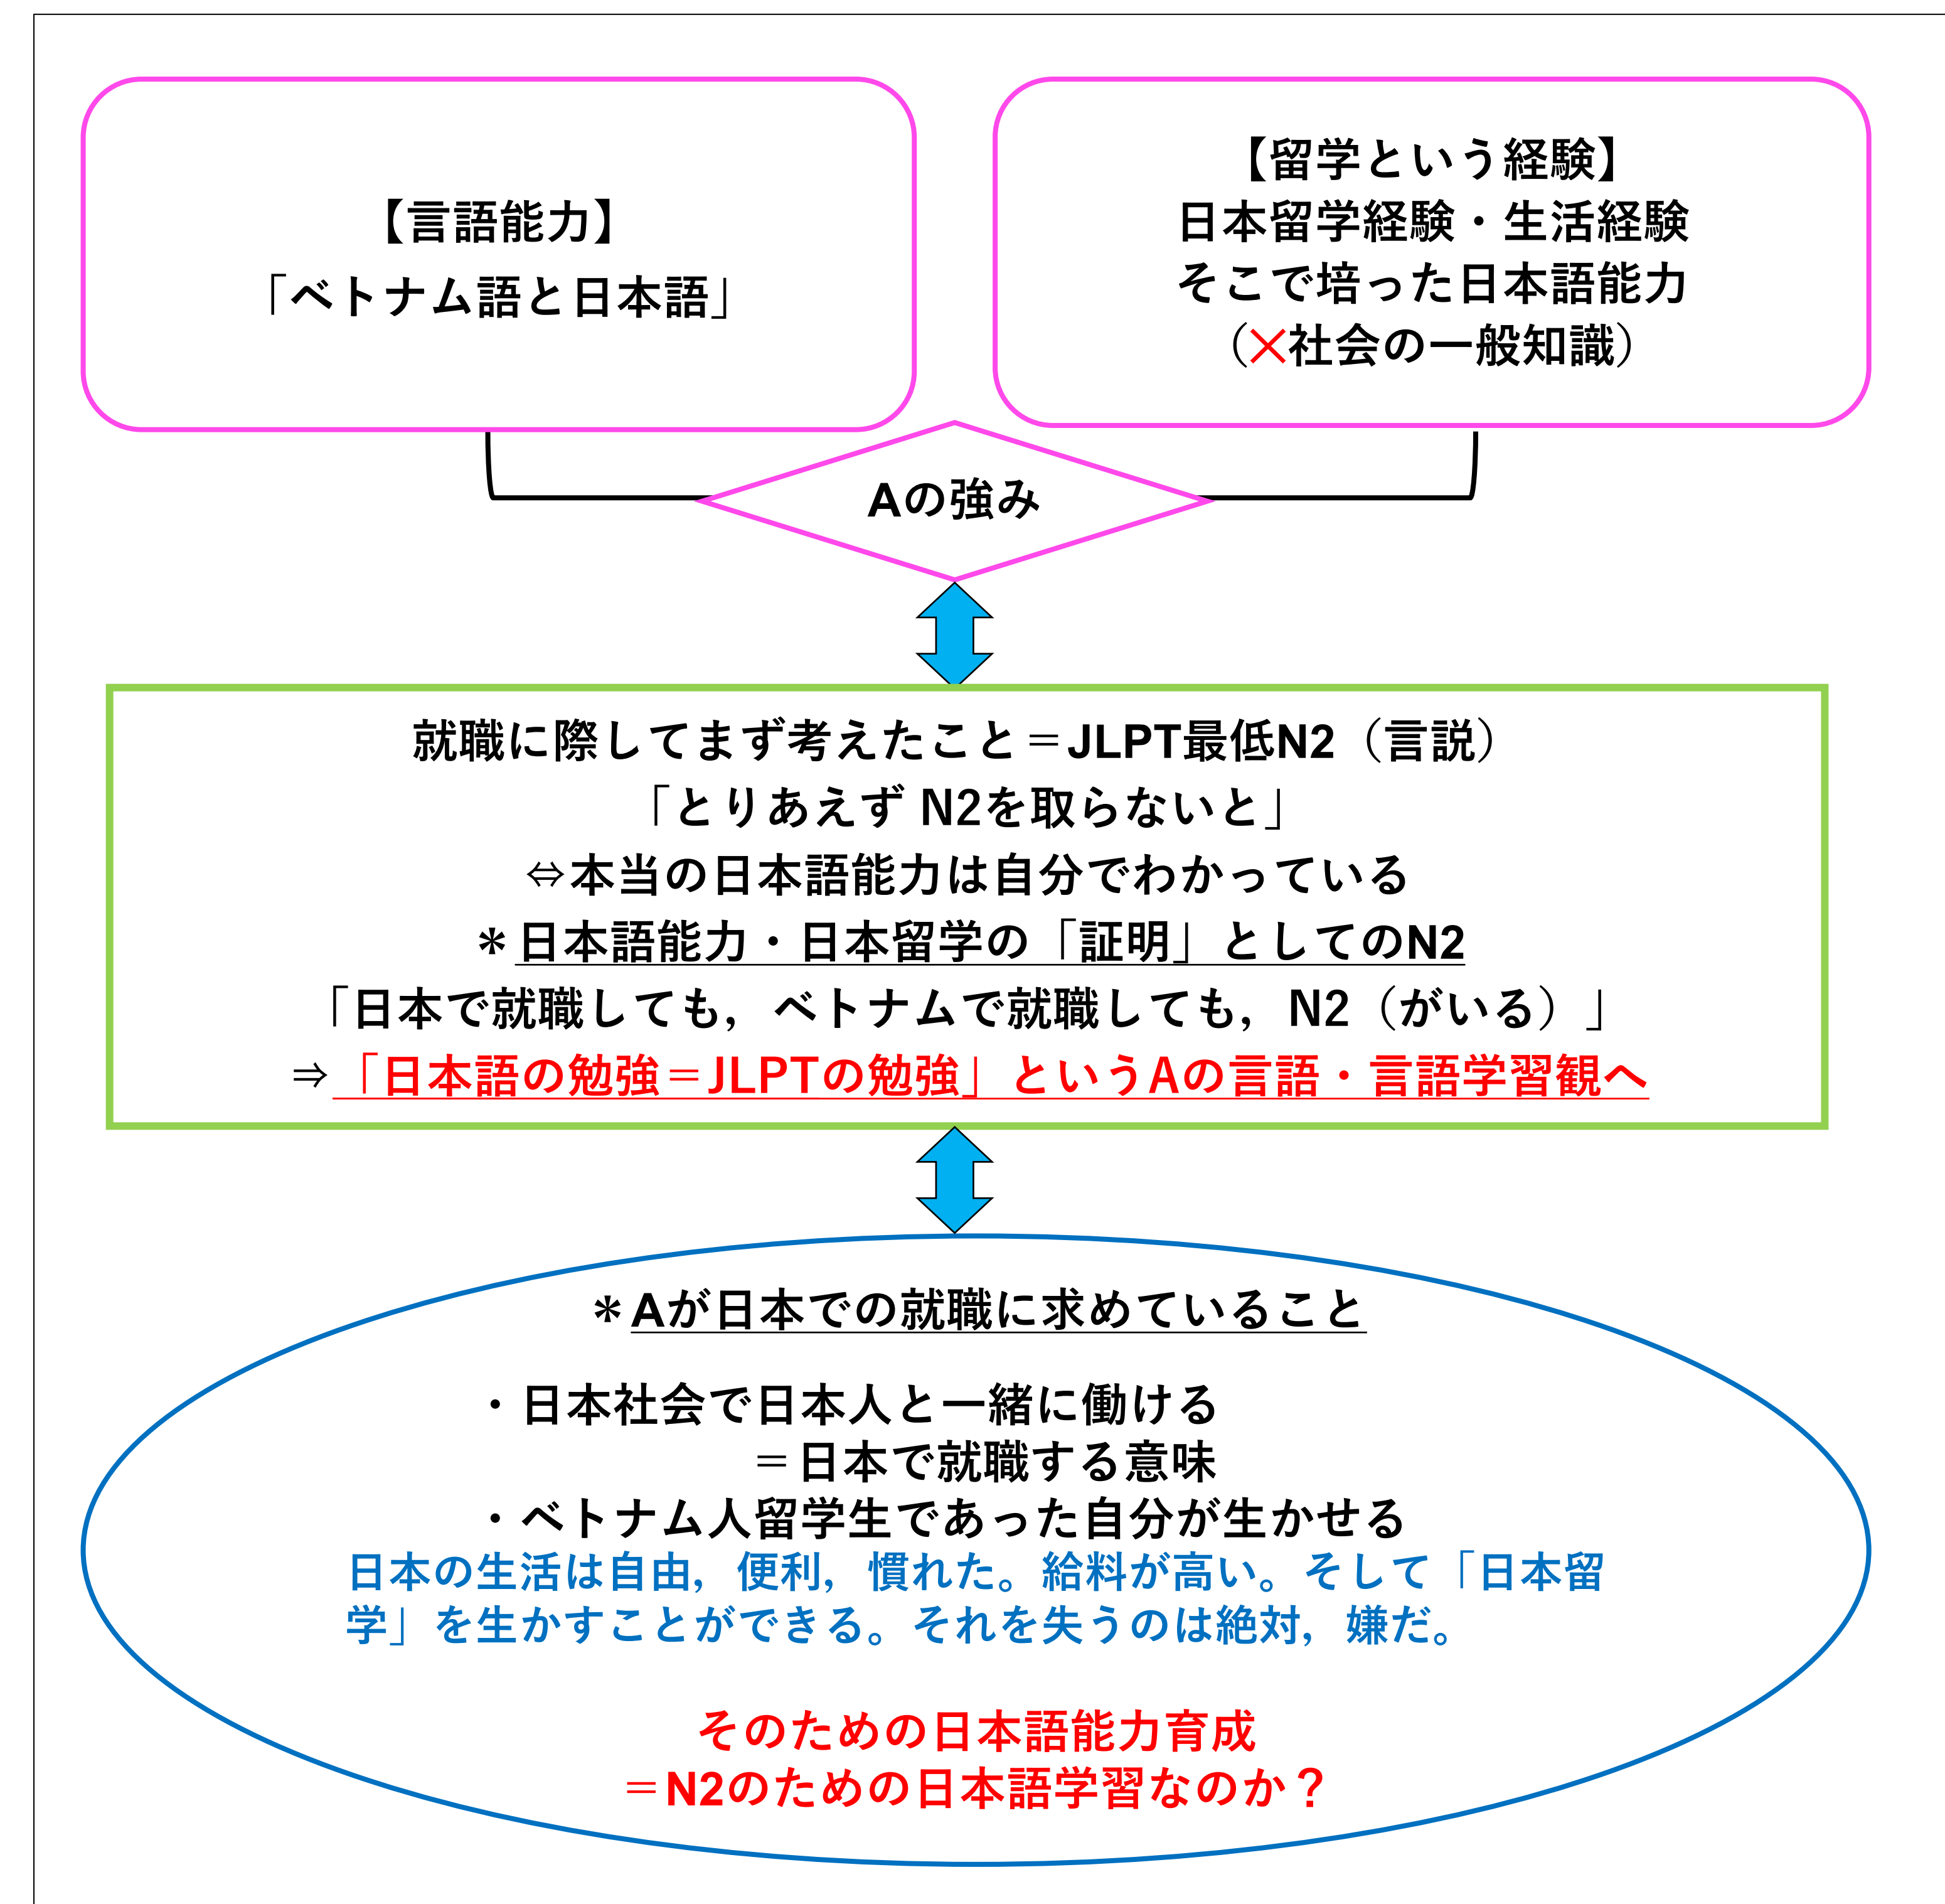 【言語能力】
「ベトナム語と日本語」
【留学という経験】
日本留学経験・生活経験
そこで培った日本語能力
（×社会の一般知識）
Aの強み
就職に際してまず考えたこと＝JLPT最低N2（言説）
「とりあえず N2を取らないと」
⇔本当の日本語能力は自分でわかっている
＊日本語能力・日本留学の「証明」としてのN2
「日本で就職しても，ベトナムで就職しても，N2（がいる）」
⇒「日本語の勉強＝JLPTの勉強」というAの言語・言語学習観へ
＊Aが日本での就職に求めていること
・日本社会で日本人と一緒に働ける
＝日本で就職する意味
・ベトナム人留学生であった自分が生かせる
日本の生活は自由，便利，慣れた。給料が高い。そして「日本留
学」を生かすことができる。それを失うのは絶対，嫌だ。
そのための日本語能力育成
＝N2のための日本語学習なのか？